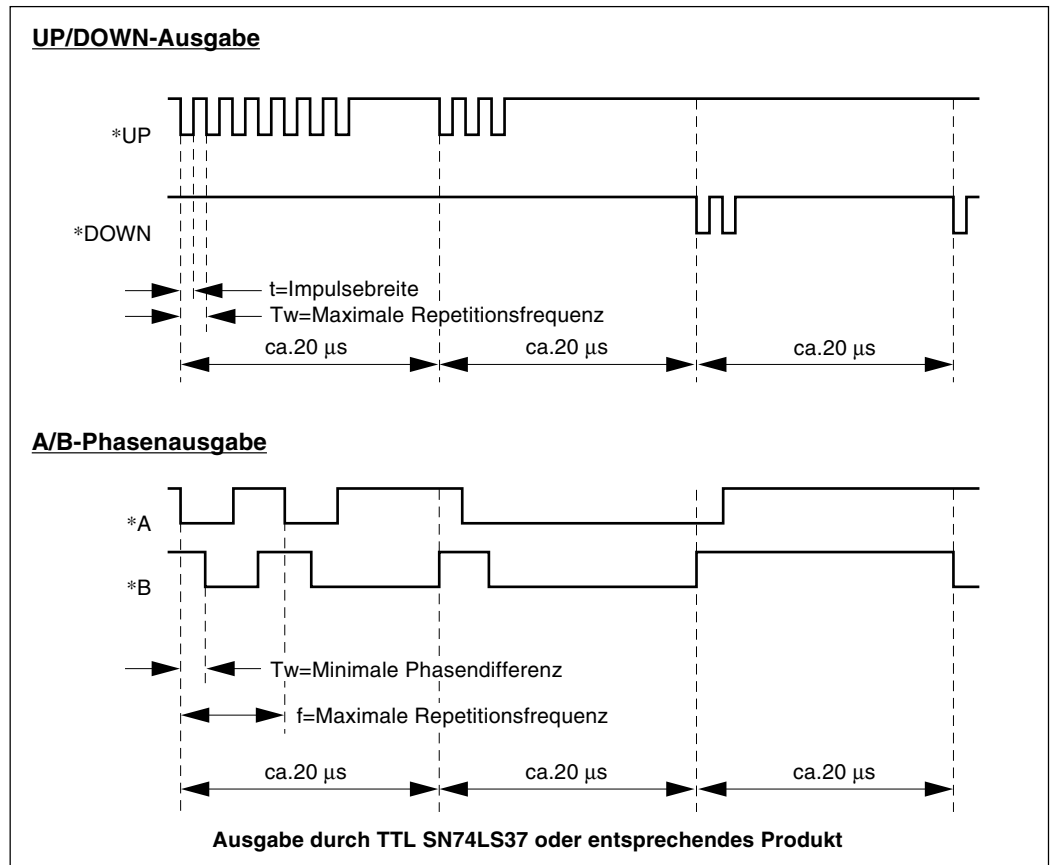 UP/DOWN-Ausgabe
*UP
*DOWN
t=Impulsebreite
Tw=Maximale Repetitionsfrequenz
ca.20 μs ca.20 μs ca.20 μs
A/B-Phasenausgabe
*A
*B
Tw=Minimale Phasendifferenz
f=Maximale Repetitionsfrequenz
ca.20 μs ca.20 μs ca.20 μs
Ausgabe durch TTL SN74LS37 oder entsprechendes Produkt